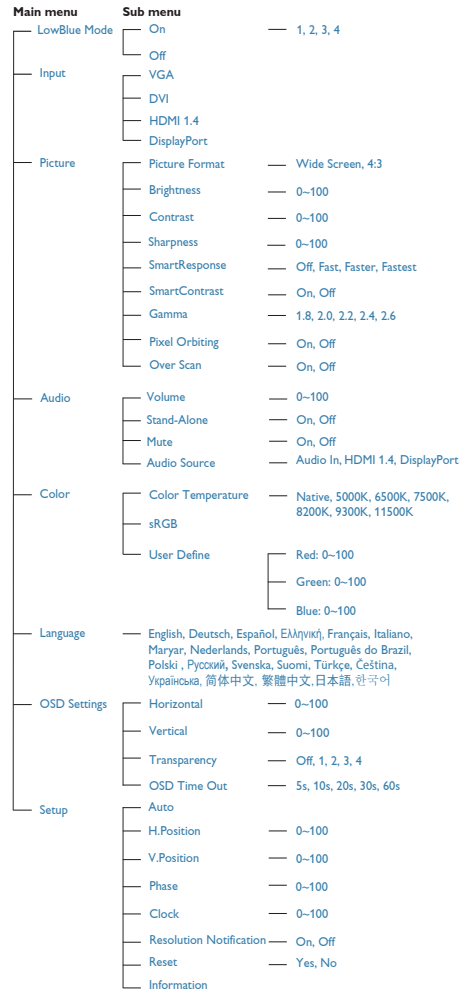 Main menu Sub menu
LowBlue Mode On 1, 2, 3, 4
Off
Input VGA
DVI
HDMI 1.4
DisplayPort
Picture Picture Format Wide Screen, 4:3
Brightness 0~100
Contrast 0~100
Sharpness 0~100
SmartResponse Off, Fast, Faster, Fastest
SmartContrast On, Off
Gamma 1.8, 2.0, 2.2, 2.4, 2.6
Pixel Orbiting On, Off
Over Scan On, Off
Audio Volume 0~100
Stand-Alone On, Off
Mute On, Off
Audio Source Audio In, HDMI 1.4, DisplayPort
Color Color Temperature Native, 5000K, 6500K, 7500K,
8200K, 9300K, 11500K
sRGB
User Define Red: 0~100
Green: 0~100
Blue: 0~100
Language English, Deutsch, Español, Ελληνική, Français, Italiano,
Maryar, Nederlands, Português, Português do Brazil,
Polski , Русский, Svenska, Suomi, Türkçe, Čeština,
Українська, 简体中文, 繁體中文,日本語,한국어
OSD Settings Horizontal 0~100
Vertical 0~100
Transparency Off, 1, 2, 3, 4
OSD Time Out 5s, 10s, 20s, 30s, 60s
Setup Auto
H.Position 0~100
V.Position 0~100
Phase 0~100
Clock 0~100
Resolution Notification On, Off
Reset Yes, No
Information